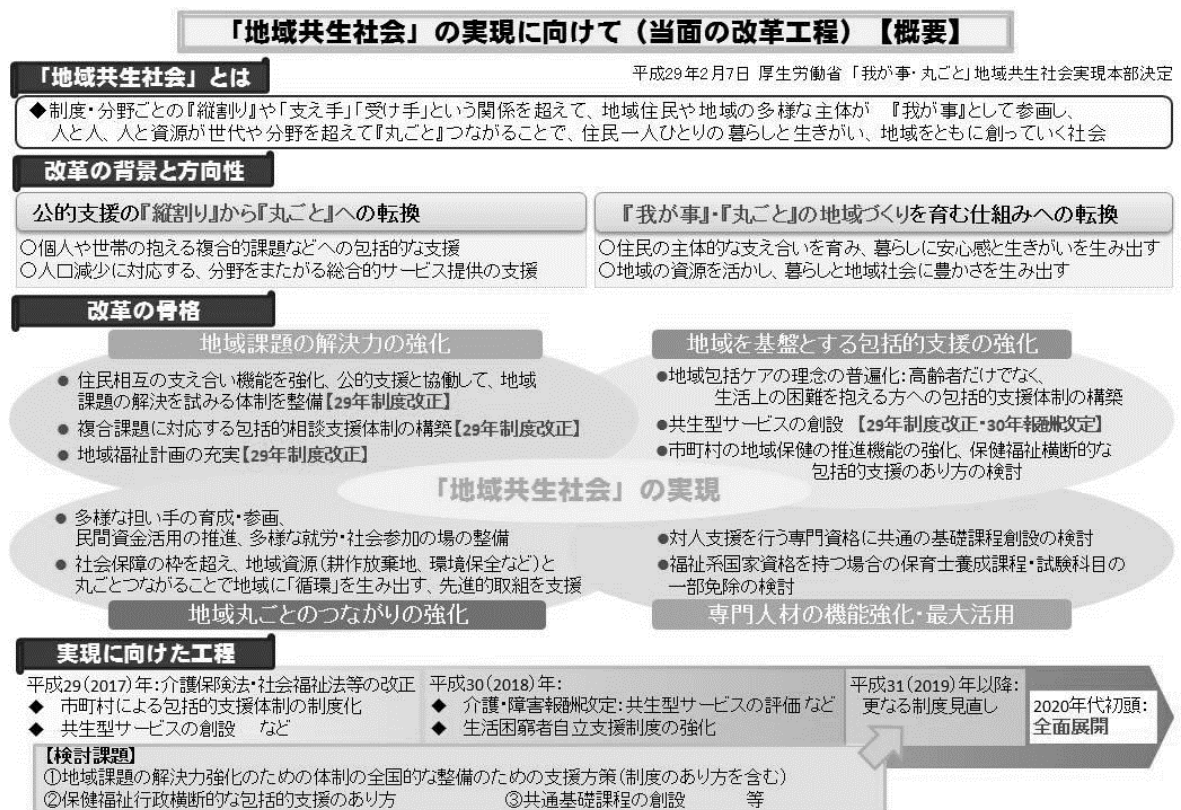 「地域共生社会」の実現に向けて(当面の改革工程)【概要】
「地域共生社会」とは
平成29年2月7日 厚生労働省「我が事・丸ごと」地域共生社会実現本部決定
◆制度・分野ごとの『縦割り』や「支え手」「受け手」という関係を超えて、地域住民や地域の多様な主体が 『我が事』として参画し、
人と人、人と資源が世代や分野を超えて『丸ごと』つながることで、住民一人ひとりの暮らしと生きがい、地域をともに創っていく社会
改革の背景と方向性
公的支援の『縦割り』から『丸ごと』への転換
○個人や世帯の抱える複合的課題などへの包括的な支援
○人口減少に対応する、分野をまたがる総合的サービス提供の支援
『我が事』・『丸ごと』の地域づくりを育む仕組みへの転換
○住民の主体的な支え合いを育み、暮らしに安心感と生きがいを生み出す
○地域の資源を活かし、暮らしと地域社会に豊かさを生み出す
改革の骨格
地域課題の解決力の強化
● 住民相互の支え合い機能を強化、公的支援と協働して、地域
課題の解決を試みる体制を整備【29年制度改正】
● 複合課題に対応する包括的相談支援体制の構築【29年制度改正】
● 地域福祉計画の充実【29年制度改正】
地域を基盤とする包括的支援の強化
●地域包括ケアの理念の普遍化:高齢者だけでなく、
生活上の困難を抱える方への包括的支援体制の構築
●共生型サービスの創設 【29年制度改正・30年報酬改定】
●市町村の地域保健の推進機能の強化、保健福祉横断的な
包括的支援のあり方の検討
「地域共生社会」の実現
● 多様な担い手の育成・参画、
民間資金活用の推進、多様な就労・社会参加の場の整備
● 社会保障の枠を超え、地域資源(耕作放棄地、環境保全など)と
丸ごとつながることで地域に「循環」を生み出す、先進的取組を支援
地域丸ごとのつながりの強化
●対人支援を行う専門資格に共通の基礎課程創設の検討
●福祉系国家資格を持つ場合の保育士養成課程・試験科目の
一部免除の検討
専門人材の機能強化・最大活用
実現に向けた工程
平成29(2017)年:介護保険法・社会福祉法等の改正
◆ 市町村による包括的支援体制の制度化
◆ 共生型サービスの創設 など
平成30(2018)年:
◆ 介護・障害報酬改定:共生型サービスの評価 など
◆ 生活困窮者自立支援制度の強化
平成31(2019)年以降:
更なる制度見直し
2020年代初頭:
全面展開
【検討課題】
①地域課題の解決力強化のための体制の全国的な整備のための支援方策(制度のあり方を含む)
②保健福祉行政横断的な包括的支援のあり方 ③共通基礎課程の創設 等